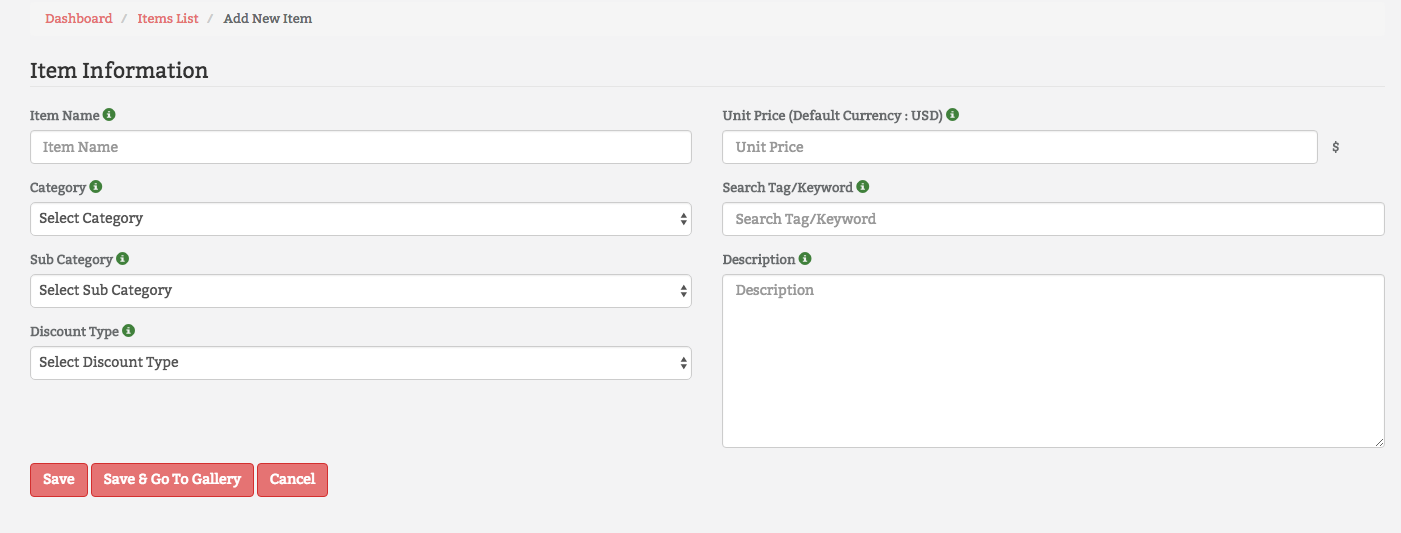 Dashboard / Items List / Add New Item
Item Information
Item Name
Item Name
Category
Select Category
Sub Category
Select Sub Category
Discount Type
Select Discount Type
Unit Price (Default Currency : USD)
Unit Price $
Search Tag/Keyword
Search Tag/Keyword
Description
Description
Save Save & Go To Gallery Cancel